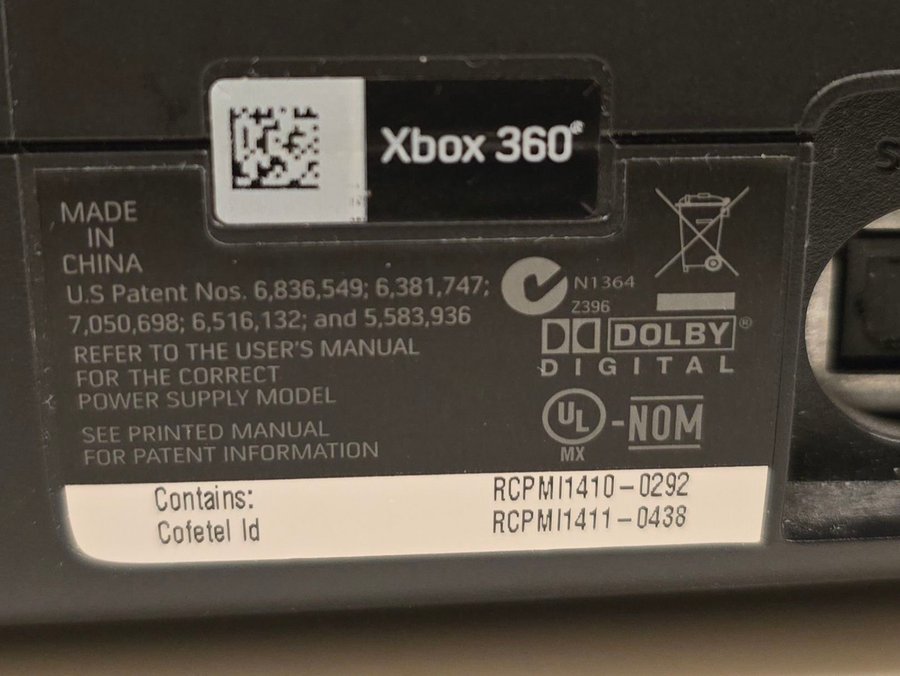 Xbox 360®
MADE
IN
CHINA
U.S Patent Nos. 6,836,549; 6,381,747;
7,050,698; 6,516,132; and 5,583,936
REFER TO THE USER'S MANUAL
FOR THE CORRECT
POWER SUPPLY MODEL
SEE PRINTED MANUAL
FOR PATENT INFORMATION
N1364
Z396
DOLBY®
DIGITAL
UL
MX
-NOM
Contains: RCPMI1410-0292
Cofetel Id RCPMI1411-0438